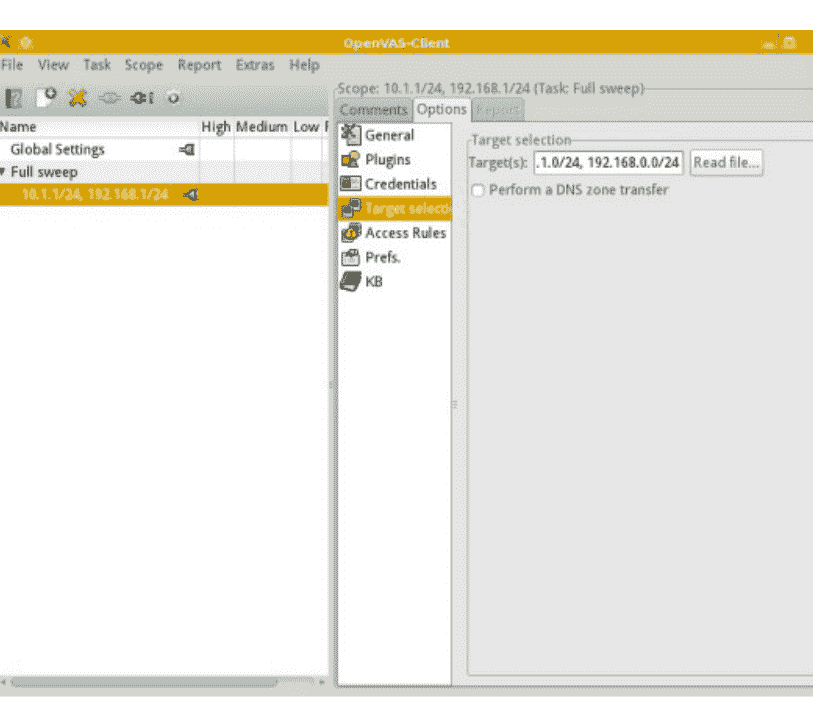 OpenVAS-Client
File View Task Scope Report Extras Help
Name High Medium Low
Global Settings
Full sweep
10.1.1/24, 192.168.1/24
Scope: 10.1.1/24, 192.168.1/24 (Task: Full sweep)
Comments Options Report
General
Plugins
Credentials
Target selecti
Access Rules
Prefs.
KB
Target selection
Target(s): .1.0/24, 192.168.0.0/24 Read file...
Perform a DNS zone transfer